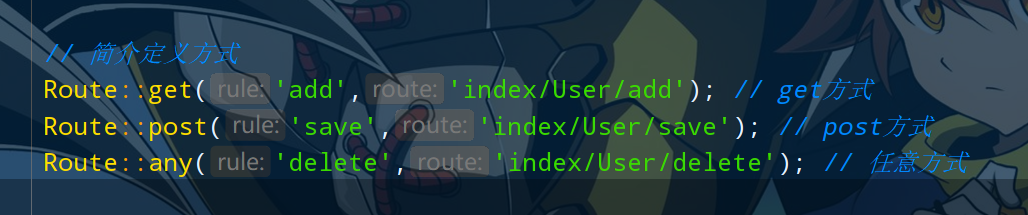 // 简介定义方式
Route::get( rule: 'add', route: 'index/User/add'); // get方式
Route::post( rule: 'save', route: 'index/User/save'); // post方式
Route::any( rule: 'delete', route: 'index/User/delete'); // 任意方式